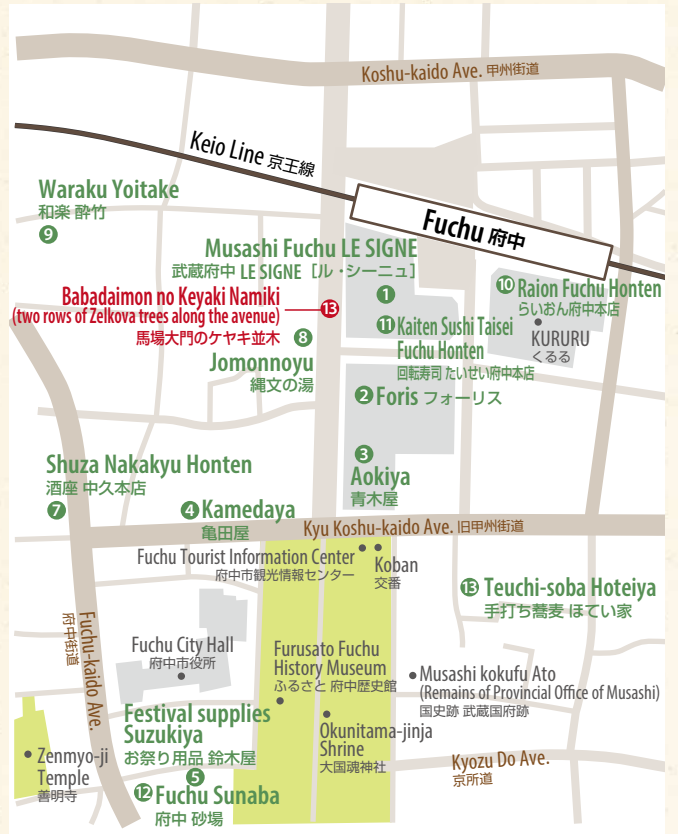 Koshu-kaido Ave. 甲州街道
Keio Line 京王線
Fuchu 府中
Waraku Yoitake
和楽 酔竹
9
Musashi Fuchu LE SIGNE
武蔵府中 LE SIGNE［ル・シーニュ］
1
Babadaimon no Keyaki Namiki
(two rows of Zelkova trees along the avenue)
馬場大門のケヤキ並木
13
10 Raion Fuchu Honten
らいおん府中本店
KURURU
くるる
11 Kaiten Sushi Taisei
Fuchu Honten
回転寿司 たいせい府中本店
8
Jomonnoyu
縄文の湯
2 Foris フォーリス
3
Aokiya
青木屋
Shuza Nakakyu Honten
酒座 中久本店
7
4 Kamedaya
亀田屋
Kyu Koshu-kaido Ave. 旧甲州街道
Fuchu Tourist Information Center
府中市観光情報センター
Koban
交番
13 Teuchi-soba Hoteiya
手打ち蕎麦 ほてい家
Fuchu-kaido Ave.
府中街道
Fuchu City Hall
府中市役所
Furusato Fuchu
History Museum
ふるさと 府中歴史館
Musashi kokufu Ato
(Remains of Provincial Office of Musashi)
国史跡 武蔵国府跡
Festival supplies
Suzukiya
お祭り用品 鈴木屋
5
Okunitama-jinja
Shrine
大国魂神社
Kyozu Do Ave.
京所道
Zenmyo-ji
Temple
善明寺
12 Fuchu Sunaba
府中 砂場